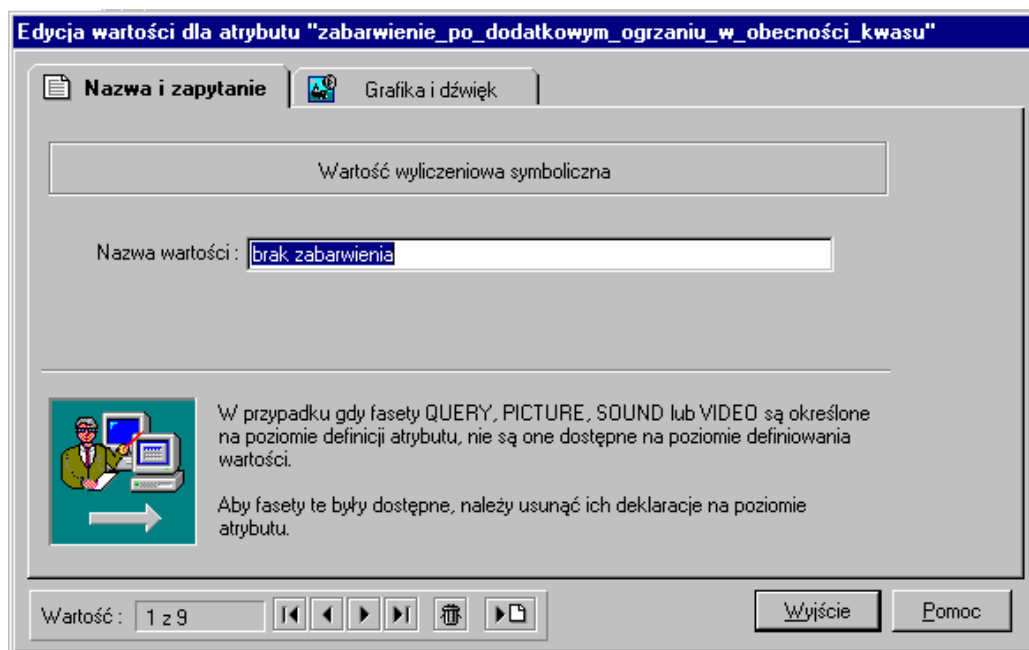 Edycja wartości dla atrybutu "zabarwienie_po_dodatkowym_ogrzaniu_w_obecności_kwasu"
Nazwa i zapytanie
Grafika i dźwięk
Wartość wyliczeniowa symboliczna
Nazwa wartości : brak zabarwienia
W przypadku gdy fasety QUERY, PICTURE, SOUND lub VIDEO są określone
na poziomie definicji atrybutu, nie są one dostępne na poziomie definiowania
wartości.
Aby fasety te były dostępne, należy usunąć ich deklaracje na poziomie
atrybutu.
Wartość : 1 z 9
Wyjście
Pomoc